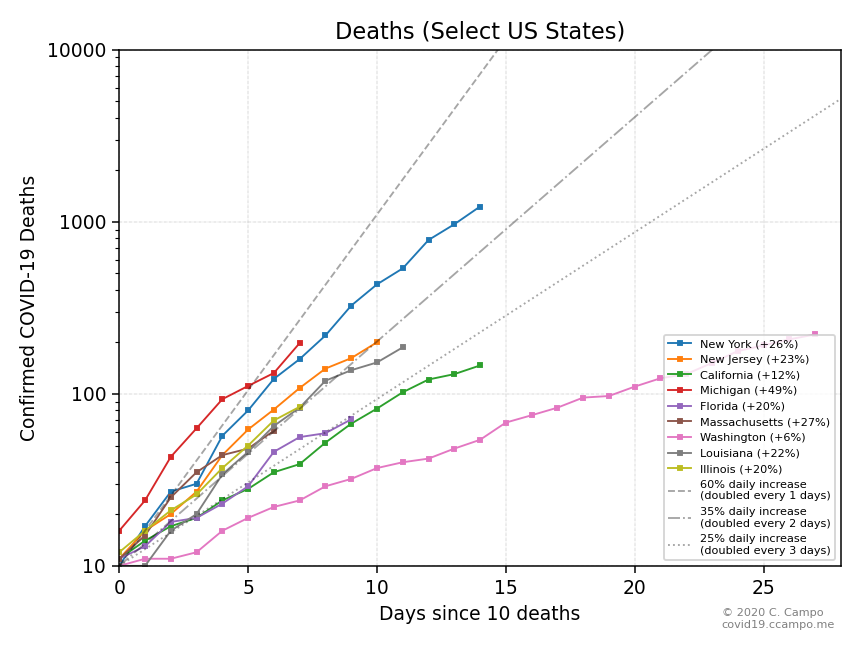 Deaths (Select US States)
Confirmed COVID-19 Deaths
10000
1000
100
10
0
5
10
15
20
25
Days since 10 deaths
New York (+26%)
New Jersey (+23%)
California (+12%)
Michigan (+49%)
Florida (+20%)
Massachusetts (+27%)
Washington (+6%)
Louisiana (+22%)
Illinois (+20%)
60% daily increase
(doubled every 1 days)
35% daily increase
(doubled every 2 days)
25% daily increase
(doubled every 3 days)
© 2020 C. Campo
covid19.ccampo.me